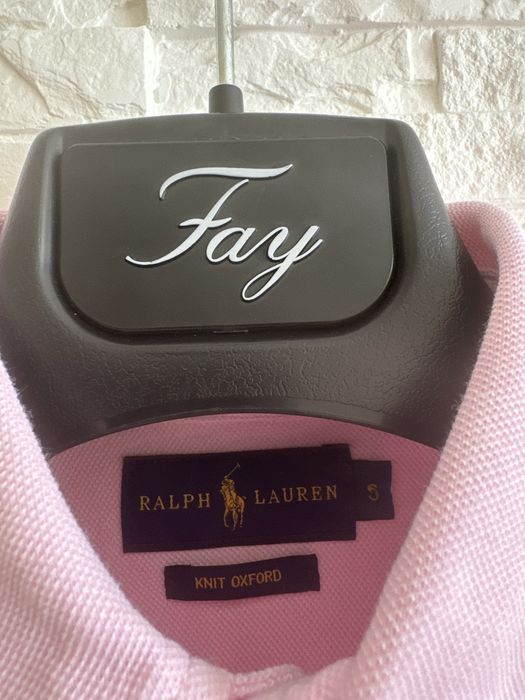 Fay
RALPH LAUREN
S
KNIT OXFORD